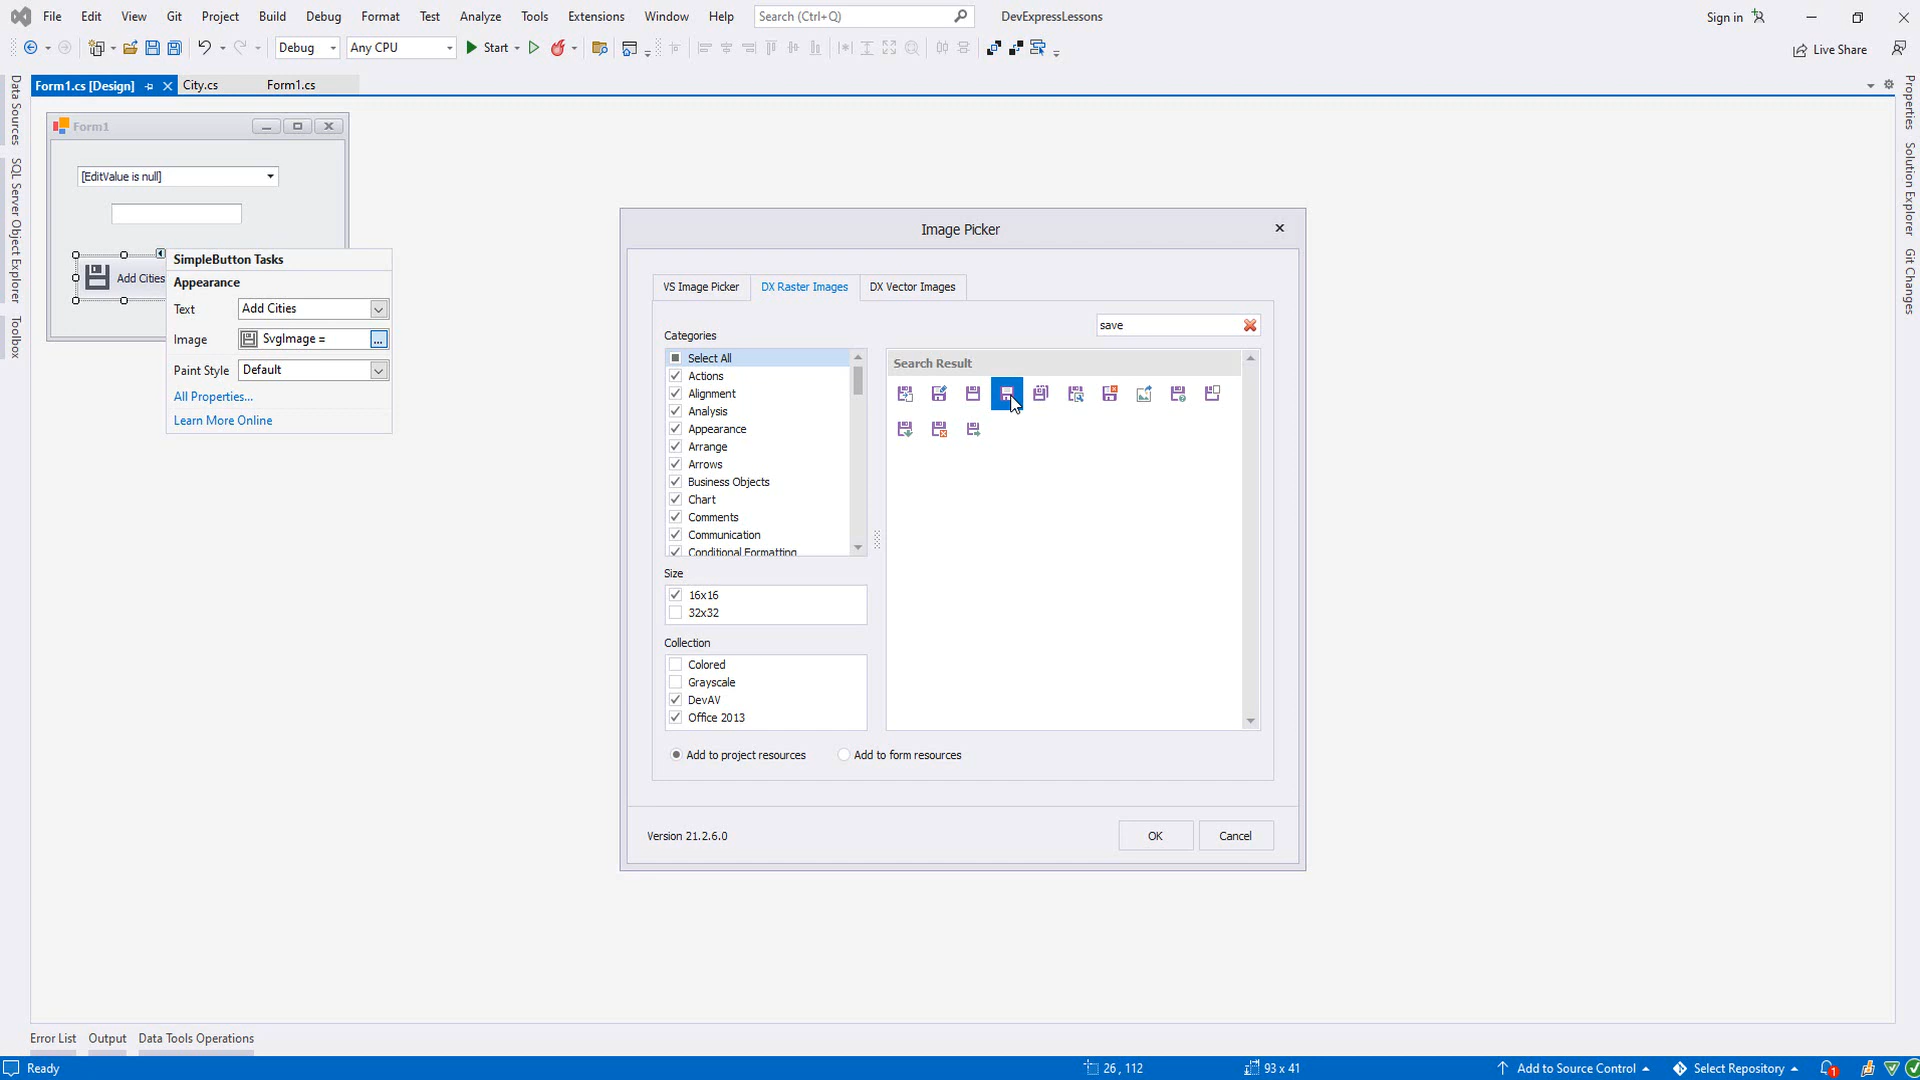 File Edit View Git Project Build Debug Format Test Analyze Tools Extensions Window Help Search (Ctrl+Q) DevExpressLessons Sign in
Debug Any CPU Start Live Share
Form1.cs [Design] City.cs Form1.cs
Data Sources
SQL Server Object Explorer
Toolbox
Properties
Solution Explorer
Git Changes
Form1
[EditValue is null]
Add Cities
SimpleButton Tasks
Appearance
Text Add Cities
Image SvgImage = ...
Paint Style Default
All Properties...
Learn More Online
Image Picker
VS Image Picker DX Raster Images DX Vector Images
save
Categories
Select All
Actions
Alignment
Analysis
Appearance
Arrange
Arrows
Business Objects
Chart
Comments
Communication
Conditional Formatting
Search Result
Size
16x16
32x32
Collection
Colored
Grayscale
DevAV
Office 2013
Add to project resources Add to form resources
Version 21.2.6.0 OK Cancel
Error List Output Data Tools Operations
Ready 26 , 112 93 x 41 Add to Source Control Select Repository 1